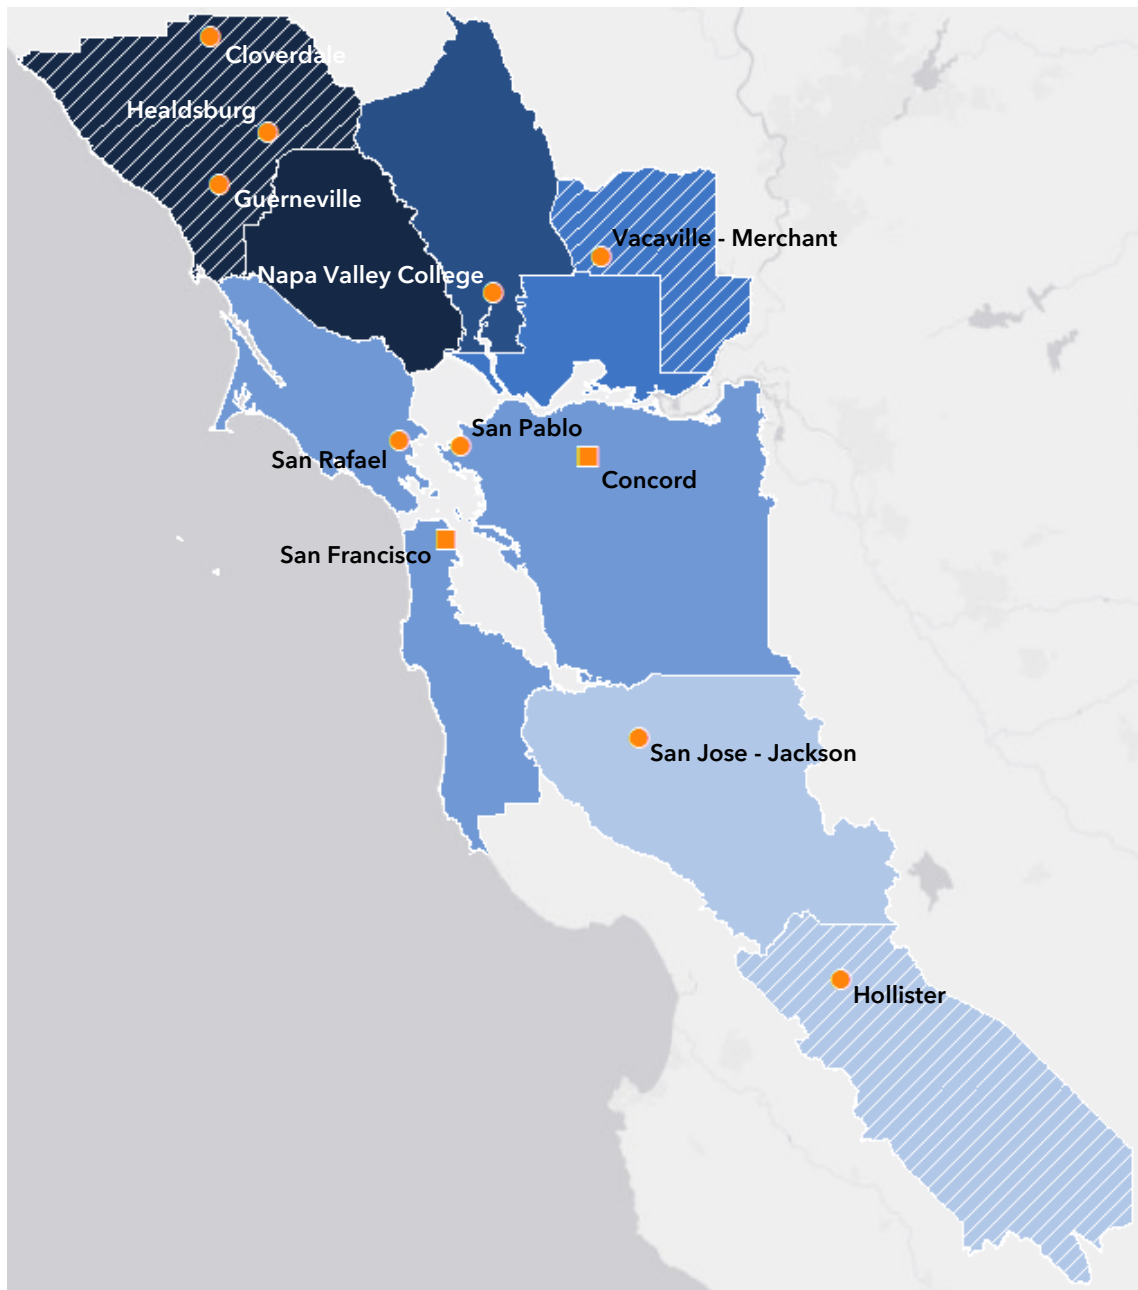 Cloverdale
Healdsburg
Guerneville
Vacaville - Merchant
Napa Valley College
San Pablo
San Rafael
Concord
San Francisco
San Jose - Jackson
Hollister